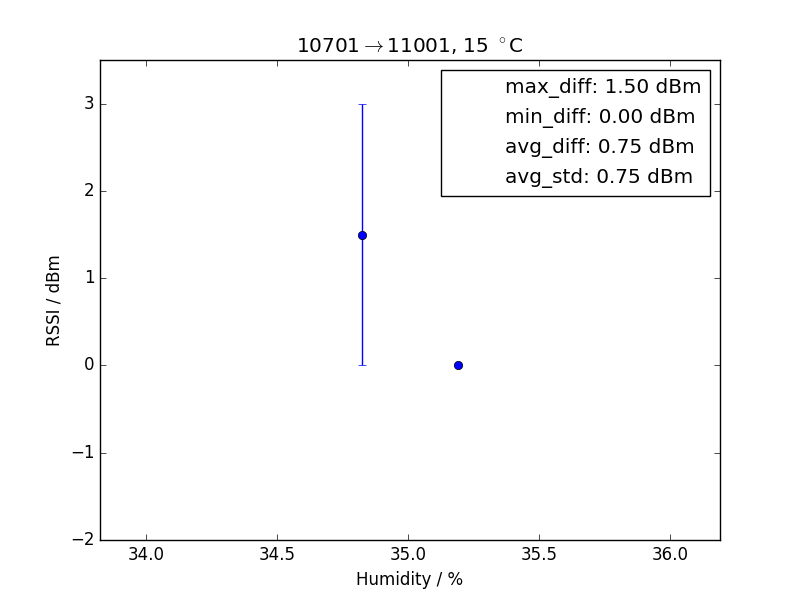 10701→11001, 15 °C
max_diff: 1.50 dBm
min_diff: 0.00 dBm
avg_diff: 0.75 dBm
avg_std: 0.75 dBm
RSSI / dBm
3
2
1
0
−1
−2
34.0 34.5 35.0 35.5 36.0
Humidity / %